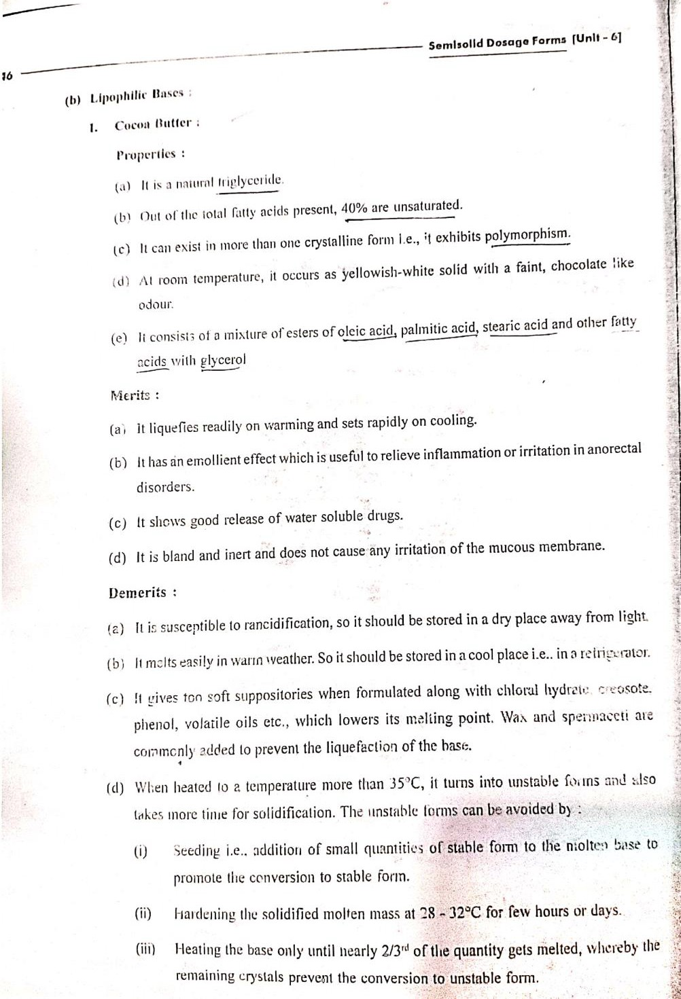 Semisolid Dosage Forms [Unit - 6]
16
(b) Lipophilic Bases :
1. Cocoa Butter :
Properties :
(a) It is a natural triglyceride.
(b) Out of the total fatty acids present, 40% are unsaturated.
(c) It can exist in more than one crystalline form i.e., it exhibits polymorphism.
(d) At room temperature, it occurs as yellowish-white solid with a faint, chocolate like
odour.
(e) It consists of a mixture of esters of oleic acid, palmitic acid, stearic acid and other fatty
acids with glycerol
Merits :
(a) It liquefies readily on warming and sets rapidly on cooling.
(b) It has an emollient effect which is useful to relieve inflammation or irritation in anorectal
disorders.
(c) It shows good release of water soluble drugs.
(d) It is bland and inert and does not cause any irritation of the mucous membrane.
Demerits :
(a) It is susceptible to rancidification, so it should be stored in a dry place away from light.
(b) It melts easily in warm weather. So it should be stored in a cool place i.e.. in a refrigerator.
(c) It gives too soft suppositories when formulated along with chloral hydrate, creosote.
phenol, volatile oils etc., which lowers its melting point. Wax and spermaceti are
commonly added to prevent the liquefaction of the base.
(d) When heated to a temperature more than 35°C, it turns into unstable forms and also
takes more time for solidification. The unstable forms can be avoided by :
(i) Seeding i.e.. addition of small quantities of stable form to the molten base to
promote the conversion to stable form.
(ii) Hardening the solidified molten mass at 28 - 32°C for few hours or days.
(iii) Heating the base only until nearly 2/3rd of the quantity gets melted, whereby the
remaining crystals prevent the conversion to unstable form.